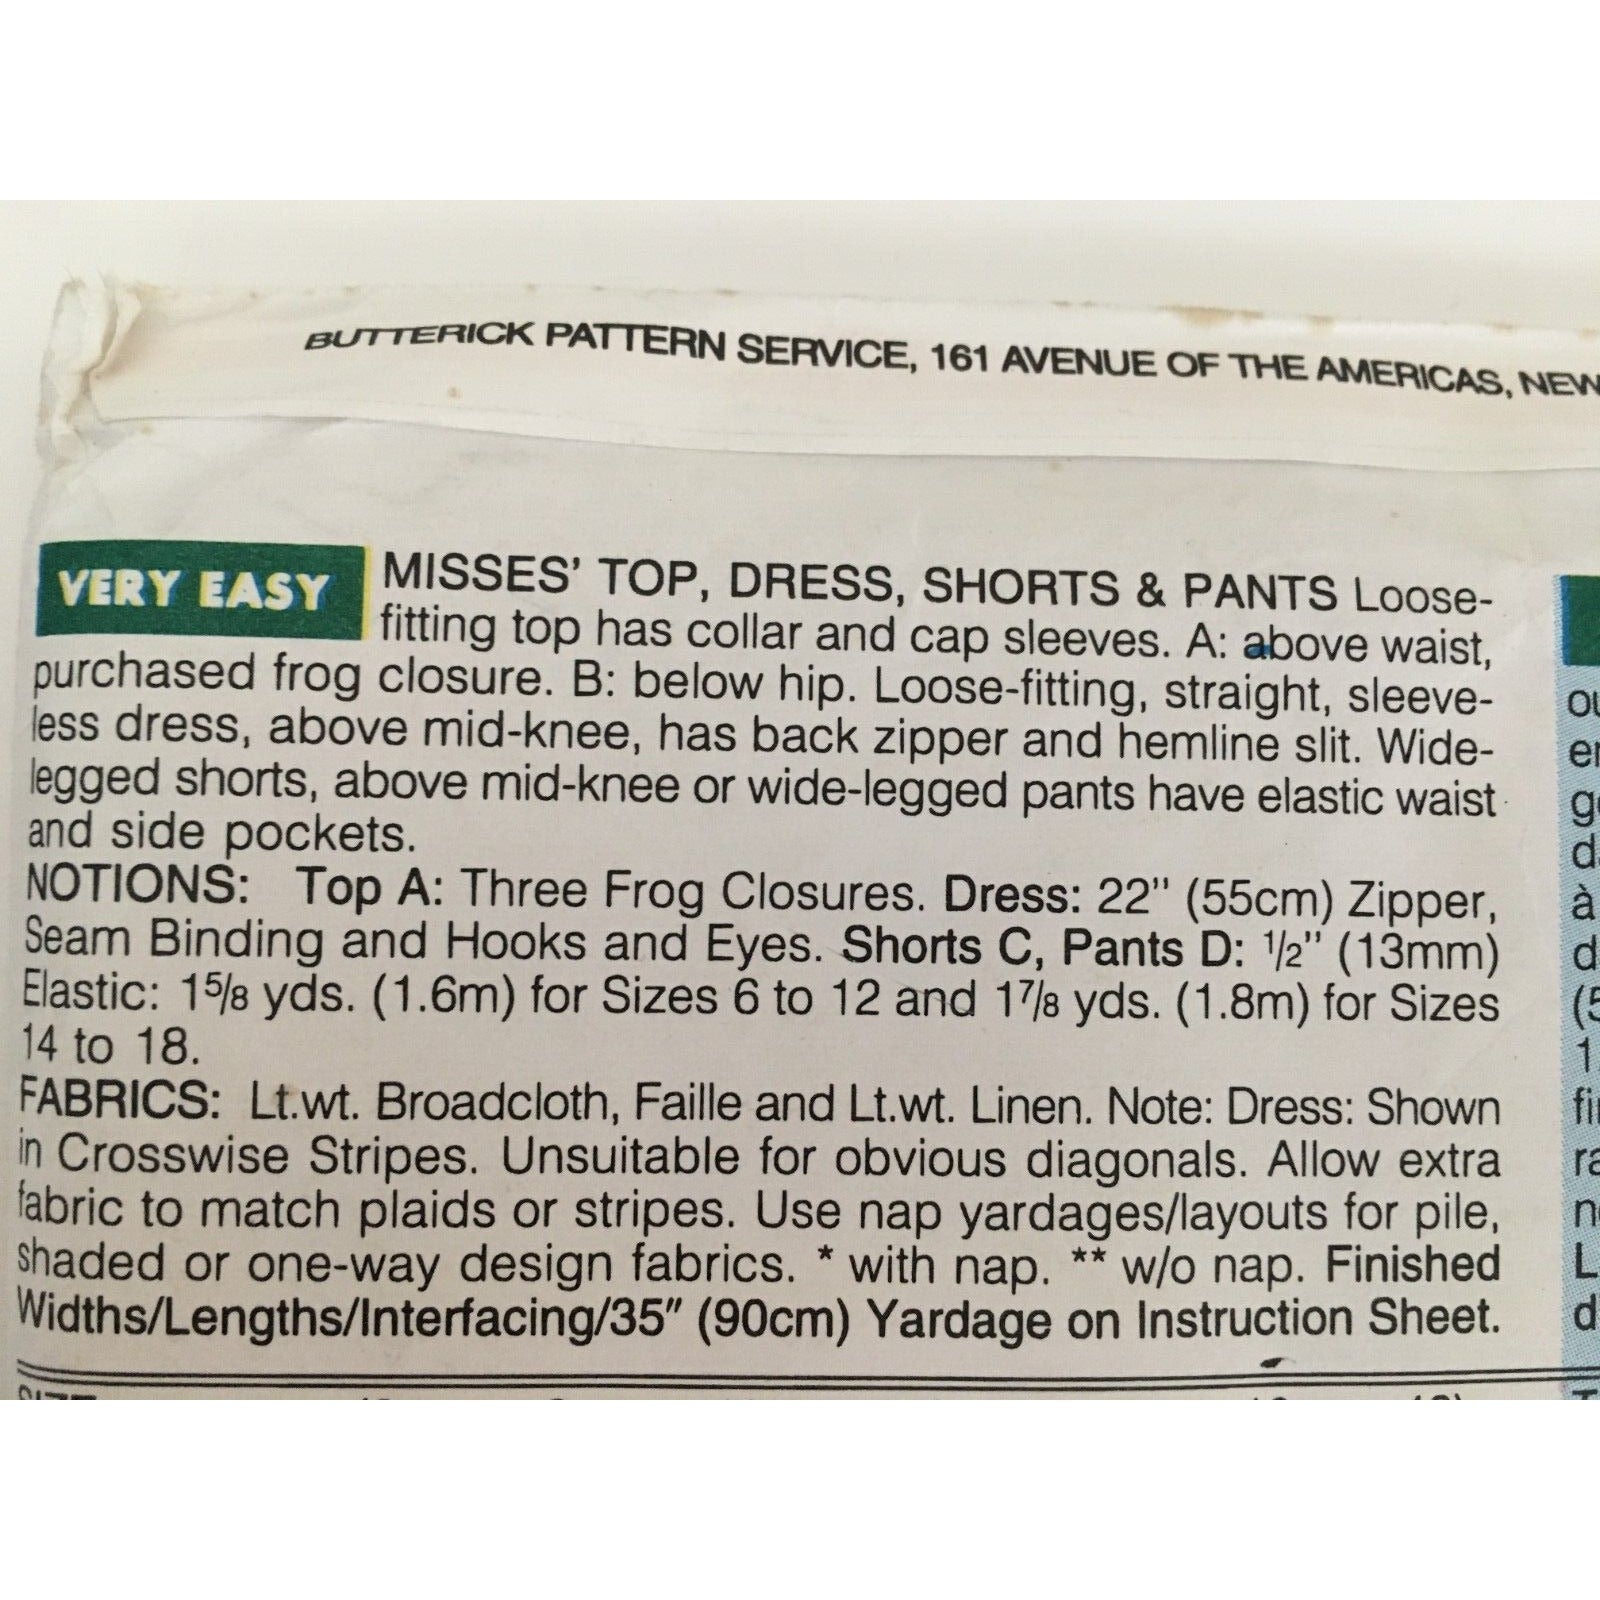 BUTTERICK PATTERN SERVICE, 161 AVENUE OF THE AMERICAS, NEW
VERY EASY
MISSES' TOP, DRESS, SHORTS & PANTS Loose-
fitting top has collar and cap sleeves. A: above waist,
purchased frog closure. B: below hip. Loose-fitting, straight, sleeve-
less dress, above mid-knee, has back zipper and hemline slit. Wide-
legged shorts, above mid-knee or wide-legged pants have elastic waist
and side pockets.
NOTIONS: Top A: Three Frog Closures. Dress: 22" (55cm) Zipper,
Seam Binding and Hooks and Eyes. Shorts C, Pants D: 1/2" (13mm)
Elastic: 1 5/8 yds. (1.6m) for Sizes 6 to 12 and 1 7/8 yds. (1.8m) for Sizes
14 to 18.
FABRICS: Lt.wt. Broadcloth, Faille and Lt.wt. Linen. Note: Dress: Shown
in Crosswise Stripes. Unsuitable for obvious diagonals. Allow extra
fabric to match plaids or stripes. Use nap yardages/layouts for pile,
shaded or one-way design fabrics. * with nap. ** w/o nap. Finished
Widths/Lengths/Interfacing/35" (90cm) Yardage on Instruction Sheet.